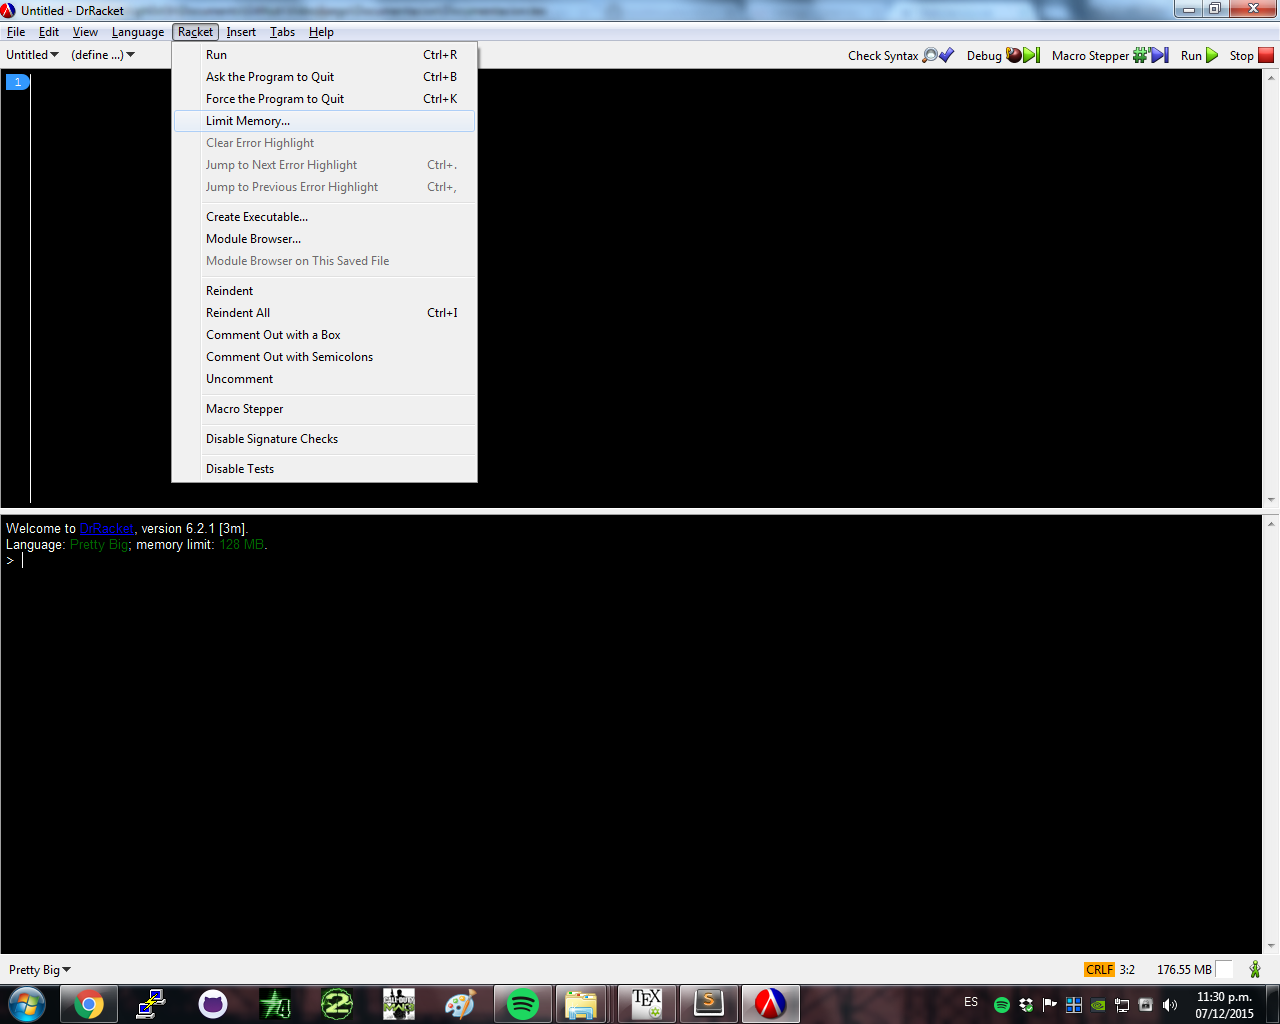 Untitled - DrRacket
File Edit View Language Racket Insert Tabs Help
Untitled (define ...) Check Syntax Debug Macro Stepper Run Stop
1
Run Ctrl+R
Ask the Program to Quit Ctrl+B
Force the Program to Quit Ctrl+K
Limit Memory...
Clear Error Highlight
Jump to Next Error Highlight Ctrl+.
Jump to Previous Error Highlight Ctrl+,
Create Executable...
Module Browser...
Module Browser on This Saved File
Reindent
Reindent All Ctrl+I
Comment Out with a Box
Comment Out with Semicolons
Uncomment
Macro Stepper
Disable Signature Checks
Disable Tests
Welcome to DrRacket, version 6.2.1 [3m].
Language: Pretty Big; memory limit: 128 MB.
>
Pretty Big CRLF 3:2 176.55 MB
TEX S ES 11:30 p.m.
07/12/2015